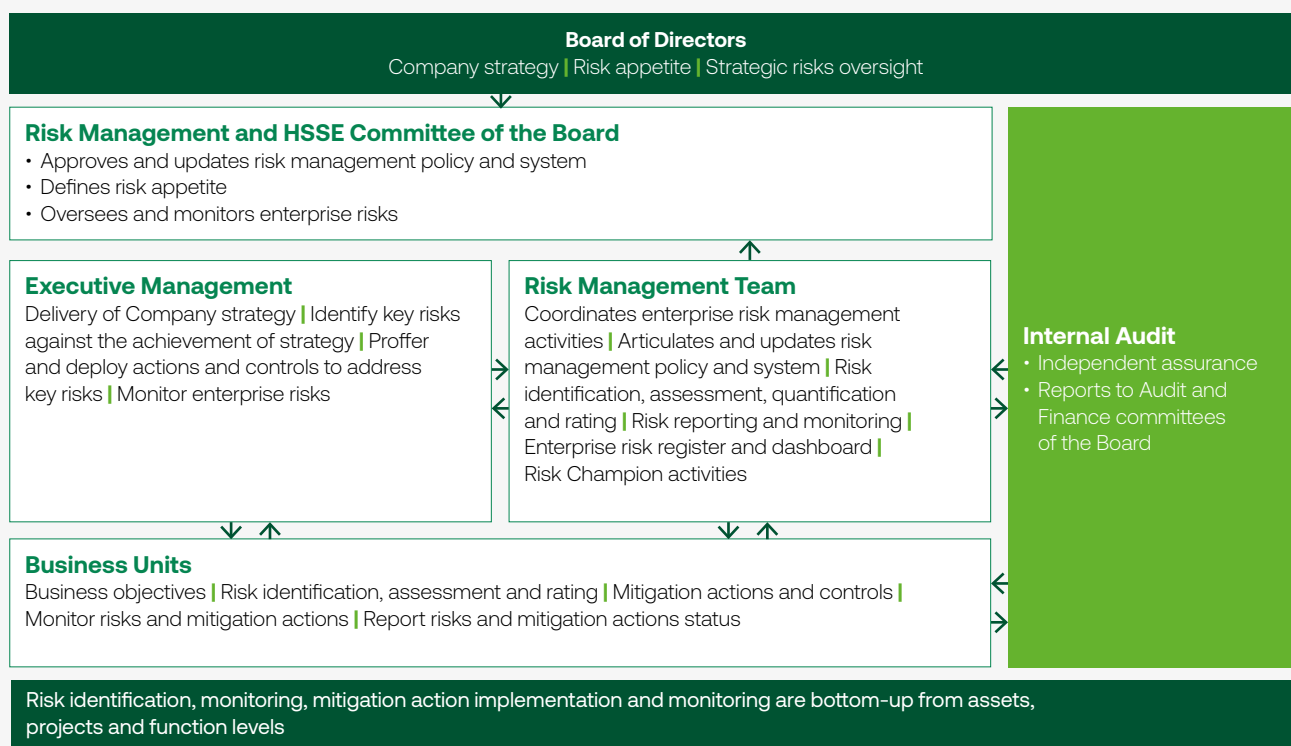 Board of Directors
Company strategy | Risk appetite | Strategic risks oversight
Risk Management and HSSE Committee of the Board
• Approves and updates risk management policy and system
• Defines risk appetite
• Oversees and monitors enterprise risks
Executive Management
Delivery of Company strategy | Identify key risks
against the achievement of strategy | Proffer
and deploy actions and controls to address
key risks | Monitor enterprise risks
Risk Management Team
Coordinates enterprise risk management
activities | Articulates and updates risk
management policy and system | Risk
identification, assessment, quantification
and rating | Risk reporting and monitoring |
Enterprise risk register and dashboard |
Risk Champion activities
Internal Audit
• Independent assurance
• Reports to Audit and
Finance committees
of the Board
Business Units
Business objectives | Risk identification, assessment and rating | Mitigation actions and controls |
Monitor risks and mitigation actions | Report risks and mitigation actions status
Risk identification, monitoring, mitigation action implementation and monitoring are bottom-up from assets,
projects and function levels